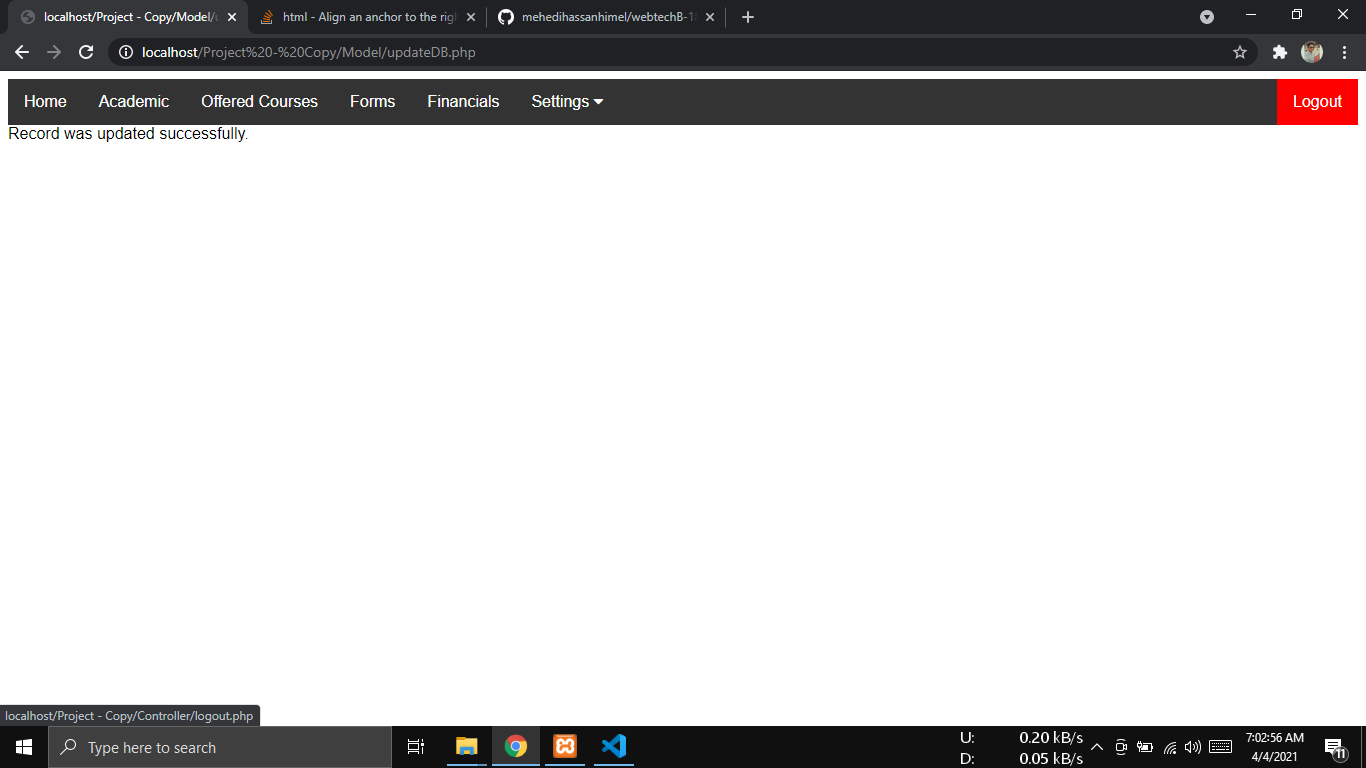 localhost/Project - Copy/Model/
html - Align an anchor to the rig
mehedihassanhimel/webtechB-18
localhost/Project%20-%20Copy/Model/updateDB.php
Home Academic Offered Courses Forms Financials Settings Logout
Record was updated successfully.
localhost/Project - Copy/Controller/logout.php
Type here to search
U: 0.20 kB/s
D: 0.05 kB/s
7:02:56 AM
4/4/2021
11